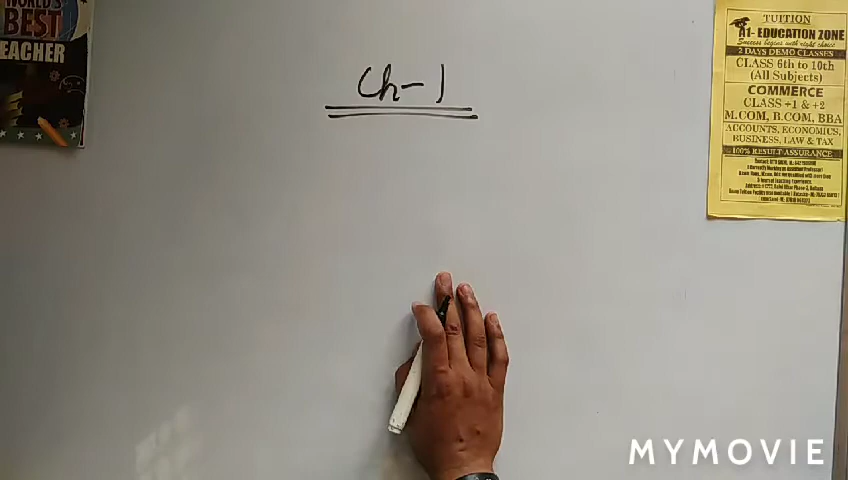 WORLD'S
BEST
TEACHER
Ch-1
TUITION
A1- EDUCATION ZONE
Success begins with right choice
2 DAYS DEMO CLASSES
CLASS 6th to 10th
(All Subjects)
COMMERCE
CLASS +1 & +2
M.COM, B.COM, BBA
ACCOUNTS, ECONOMICS,
BUSINESS, LAW & TAX
100% RESULT ASSURANCE
MYMOVIE